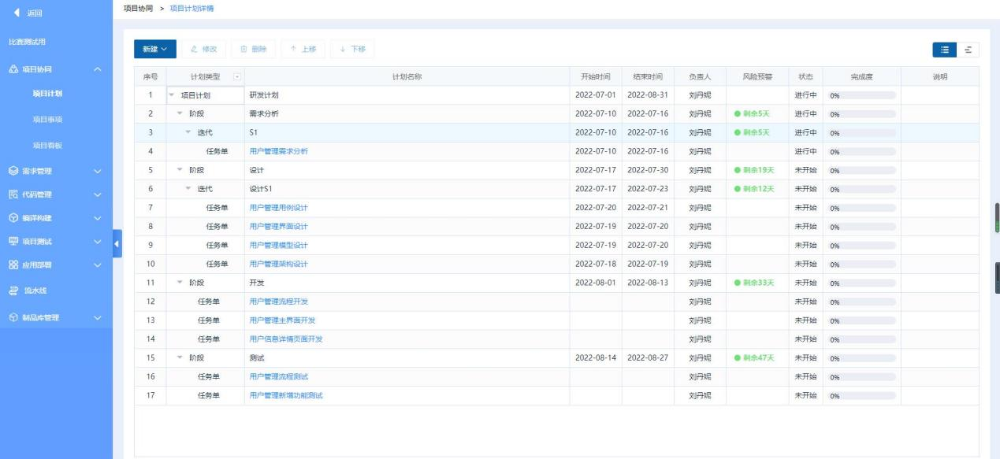 返回
项目协同 > 项目计划详情
比赛测试用
项目协同
项目计划
项目事项
项目看板
需求管理
代码管理
编译构建
项目测试
应用部署
流水线
制品库管理
新建 修改 删除 上移 下移
序号 计划类型 计划名称 开始时间 结束时间 负责人 风险预警 状态 完成度 说明
1 项目计划 研发计划 2022-07-01 2022-08-31 刘丹妮 进行中 0%
2 阶段 需求分析 2022-07-10 2022-07-16 刘丹妮 剩余5天 进行中 0%
3 迭代 S1 2022-07-10 2022-07-16 刘丹妮 剩余5天 进行中 0%
4 任务单 用户管理需求分析 2022-07-10 2022-07-16 刘丹妮 进行中 0%
5 阶段 设计 2022-07-17 2022-07-30 刘丹妮 剩余19天 未开始 0%
6 迭代 设计S1 2022-07-17 2022-07-23 刘丹妮 剩余12天 未开始 0%
7 任务单 用户管理用例设计 2022-07-20 2022-07-21 刘丹妮 未开始 0%
8 任务单 用户管理界面设计 2022-07-19 2022-07-20 刘丹妮 未开始 0%
9 任务单 用户管理模型设计 2022-07-19 2022-07-20 刘丹妮 未开始 0%
10 任务单 用户管理架构设计 2022-07-18 2022-07-19 刘丹妮 未开始 0%
11 阶段 开发 2022-08-01 2022-08-13 刘丹妮 剩余33天 未开始 0%
12 任务单 用户管理流程开发 刘丹妮 未开始 0%
13 任务单 用户管理主界面开发 刘丹妮 未开始 0%
14 任务单 用户信息详情页面开发 刘丹妮 未开始 0%
15 阶段 测试 2022-08-14 2022-08-27 刘丹妮 剩余47天 未开始 0%
16 任务单 用户管理流程测试 刘丹妮 未开始 0%
17 任务单 用户管理新增功能测试 刘丹妮 未开始 0%